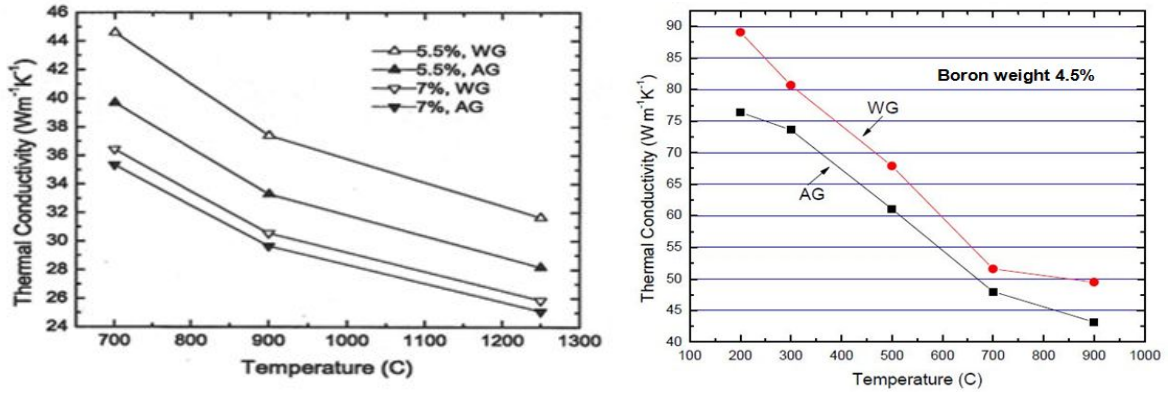 Thermal Conductivity (Wm⁻¹K⁻¹)
46
44
42
40
38
36
34
32
30
28
26
24
5.5%, WG
5.5%, AG
7%, WG
7%, AG
700 800 900 1000 1100 1200 1300
Temperature (C)
Thermal Conductivity (W m⁻¹K⁻¹)
90
85
80
75
70
65
60
55
50
45
40
Boron weight 4.5%
WG
AG
100 200 300 400 500 600 700 800 900 1000
Temperature (C)